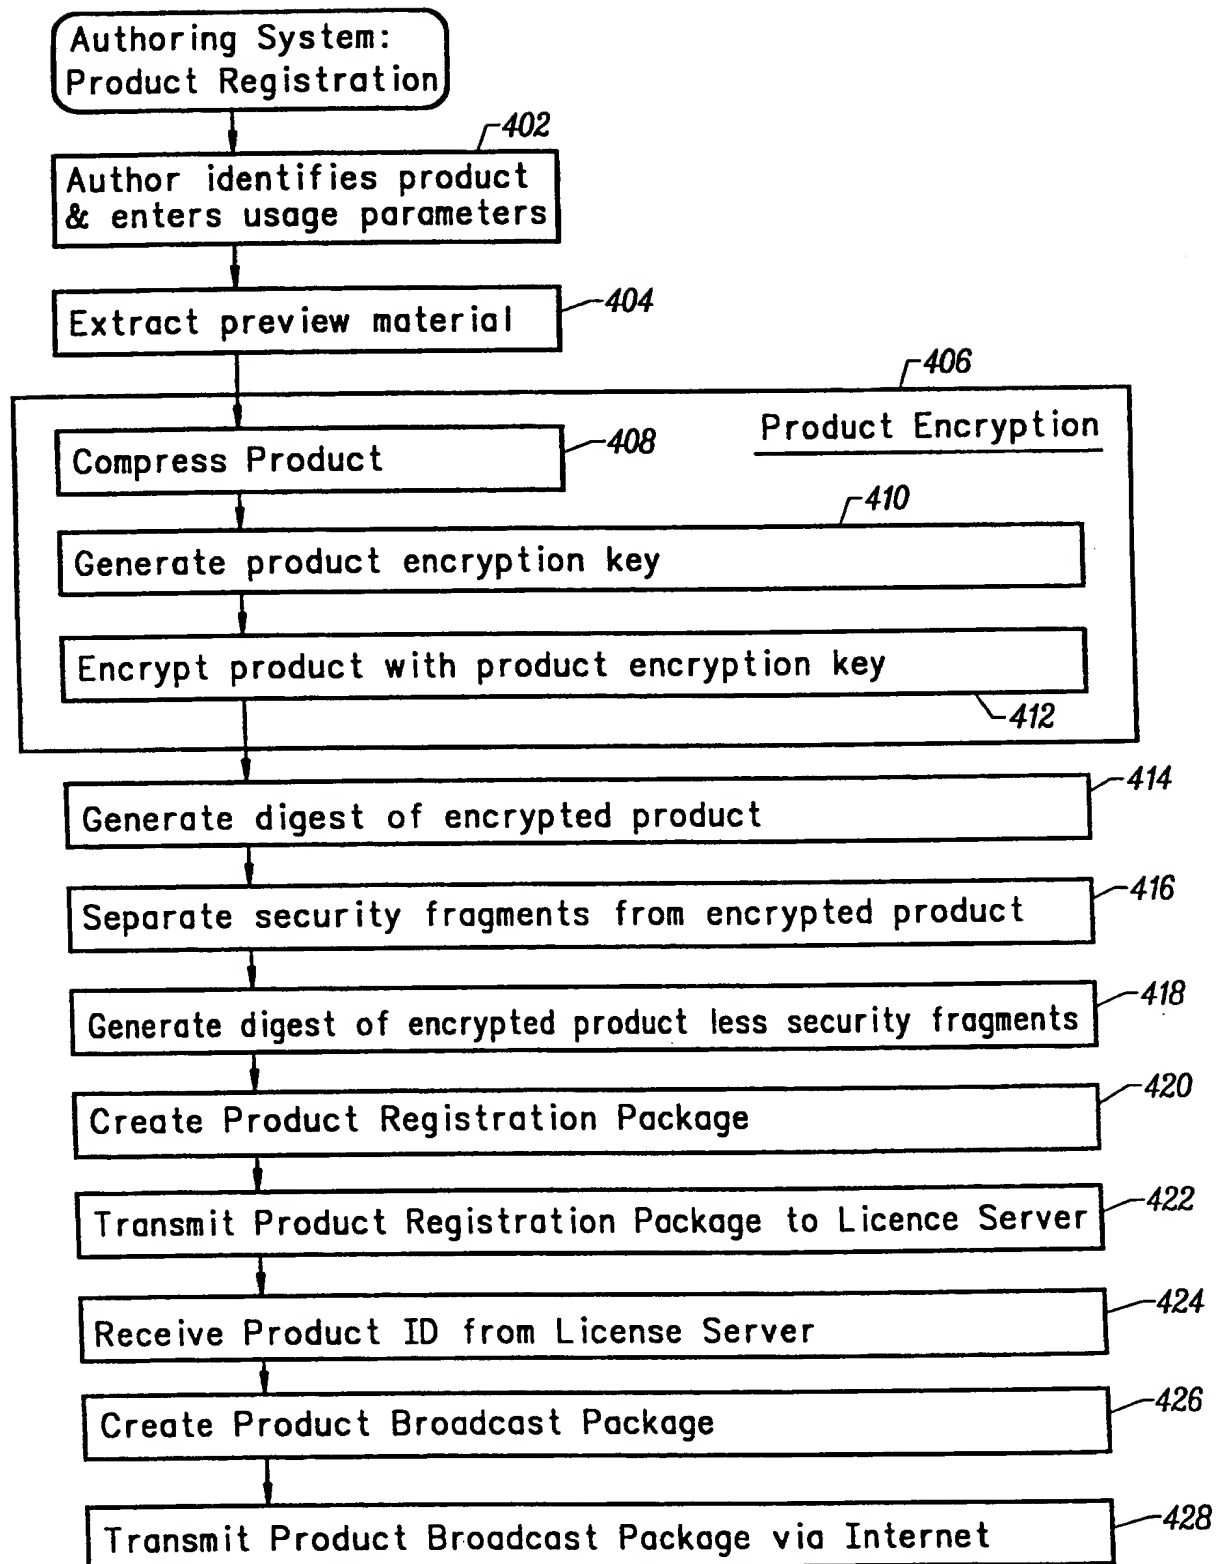 Authoring System:
Product Registration
402
Author identifies product
& enters usage parameters
404
Extract preview material
406
Product Encryption
Compress Product
408
410
Generate product encryption key
Encrypt product with product encryption key
412
414
Generate digest of encrypted product
416
Separate security fragments from encrypted product
418
Generate digest of encrypted product less security fragments
420
Create Product Registration Package
422
Transmit Product Registration Package to Licence Server
424
Receive Product ID from License Server
426
Create Product Broadcast Package
428
Transmit Product Broadcast Package via Internet